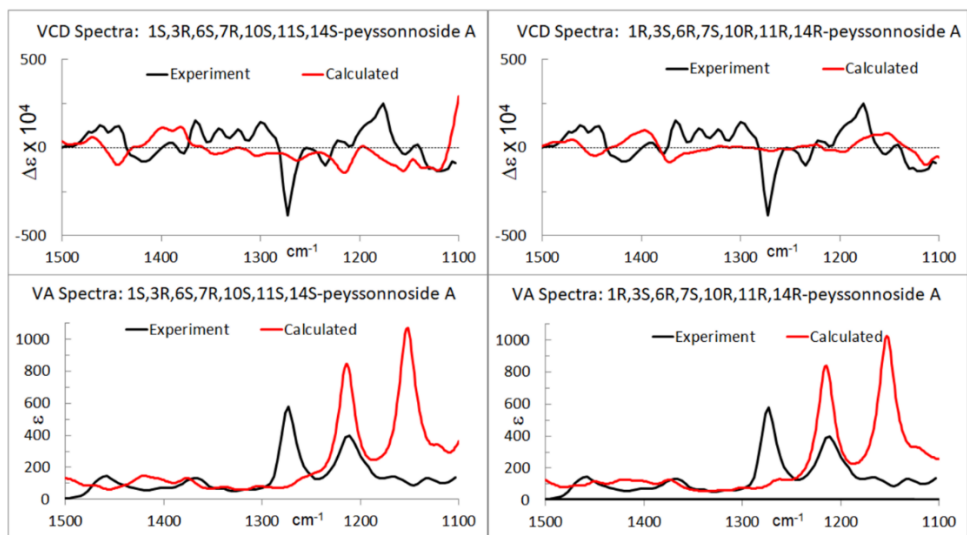 VCD Spectra: 1S,3R,6S,7R,10S,11S,14S-peyssonnoside A
500
Experiment
Calculated
Δε X 10⁴
0
-500
1500
1400
1300
cm⁻¹
1200
1100
VCD Spectra: 1R,3S,6R,7S,10R,11R,14R-peyssonnoside A
500
Experiment
Calculated
Δε X 10⁴
0
-500
1500
1400
1300
cm⁻¹
1200
1100
VA Spectra: 1S,3R,6S,7R,10S,11S,14S-peyssonnoside A
Experiment
Calculated
1000
800
600
ε
400
200
0
1500
1400
1300
cm⁻¹
1200
1100
VA Spectra: 1R,3S,6R,7S,10R,11R,14R-peyssonnoside A
Experiment
Calculated
1000
800
600
ε
400
200
0
1500
1400
1300
cm⁻¹
1200
1100